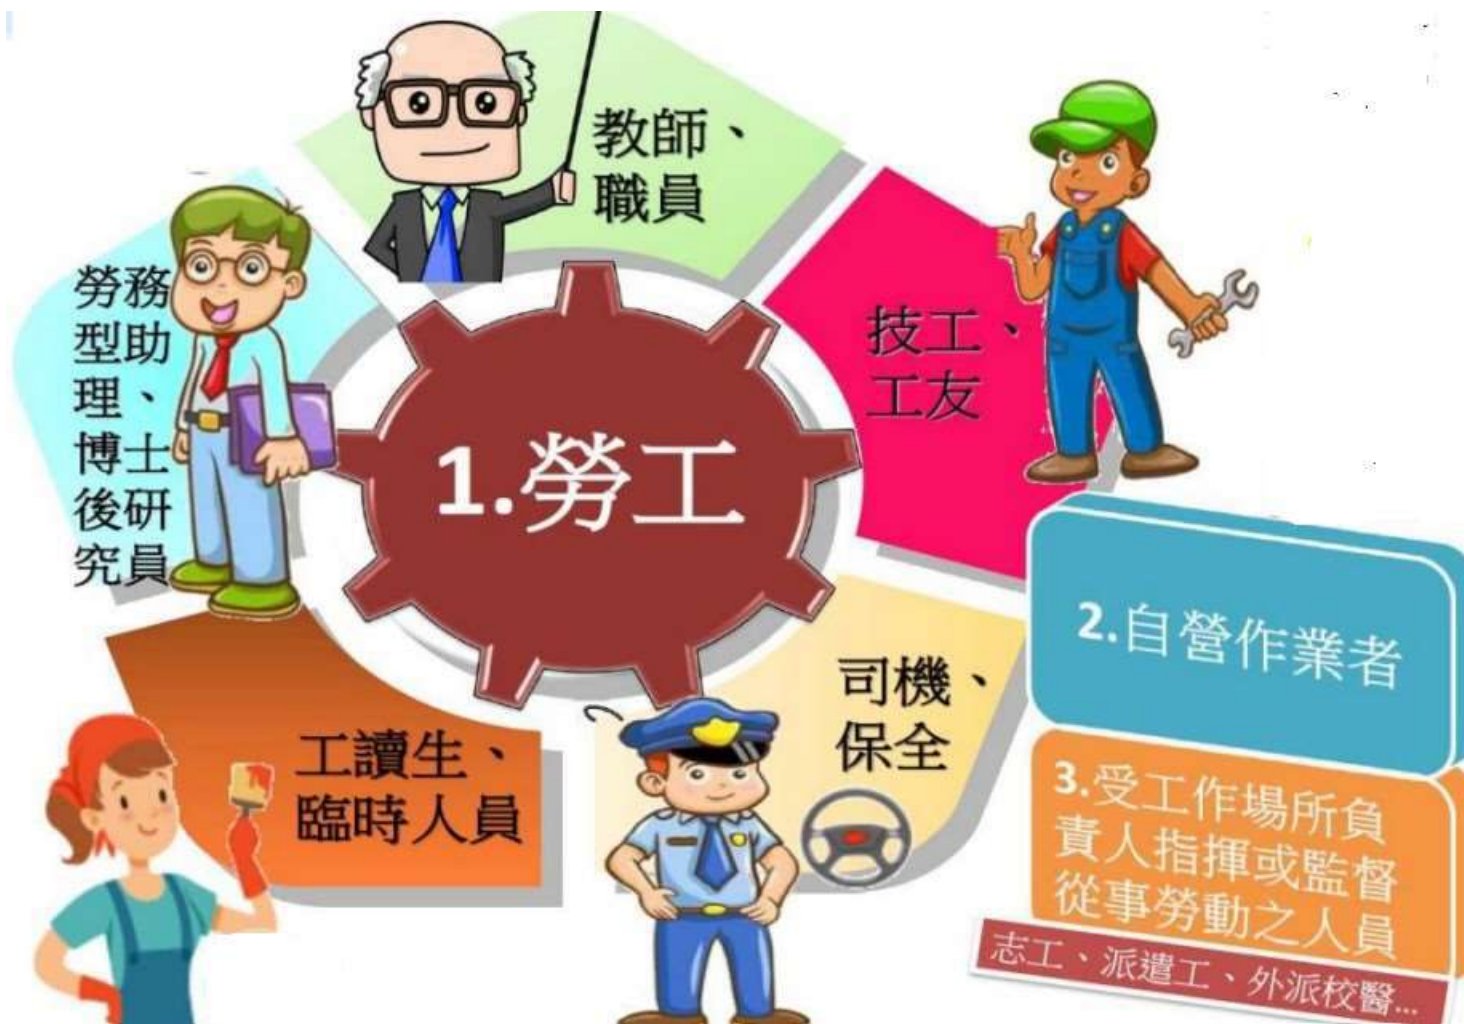 教師、
職員
勞務
型助
理、
博士
後研
究員
1.勞工
技工、
工友
2.自營作業者
司機、
保全
工讀生、
臨時人員
3.受工作場所負
責人指揮或監督
從事勞動之人員
志工、派遣工、外派校醫...